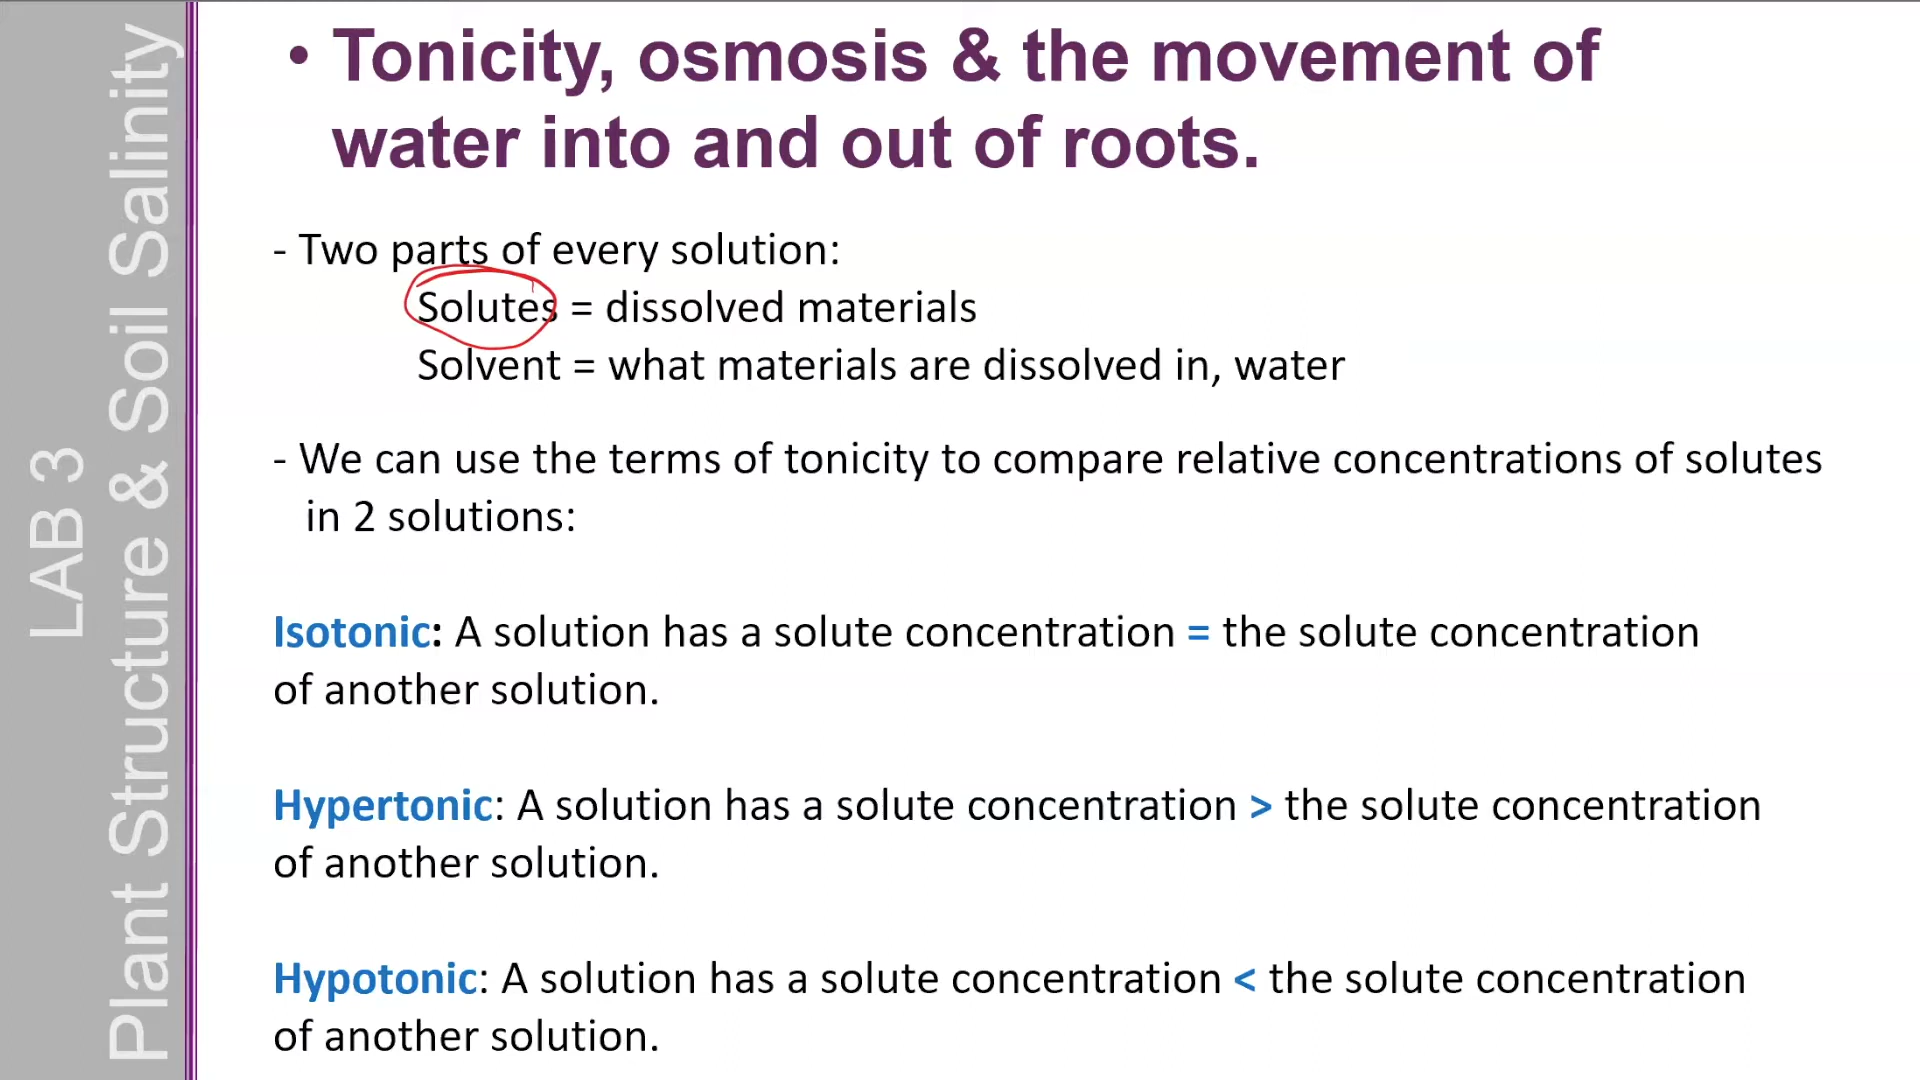 LAB 3
Plant Structure & Soil Salinity
• Tonicity, osmosis & the movement of
water into and out of roots.
- Two parts of every solution:
Solutes = dissolved materials
Solvent = what materials are dissolved in, water
- We can use the terms of tonicity to compare relative concentrations of solutes
in 2 solutions:
Isotonic: A solution has a solute concentration = the solute concentration
of another solution.
Hypertonic: A solution has a solute concentration > the solute concentration
of another solution.
Hypotonic: A solution has a solute concentration < the solute concentration
of another solution.